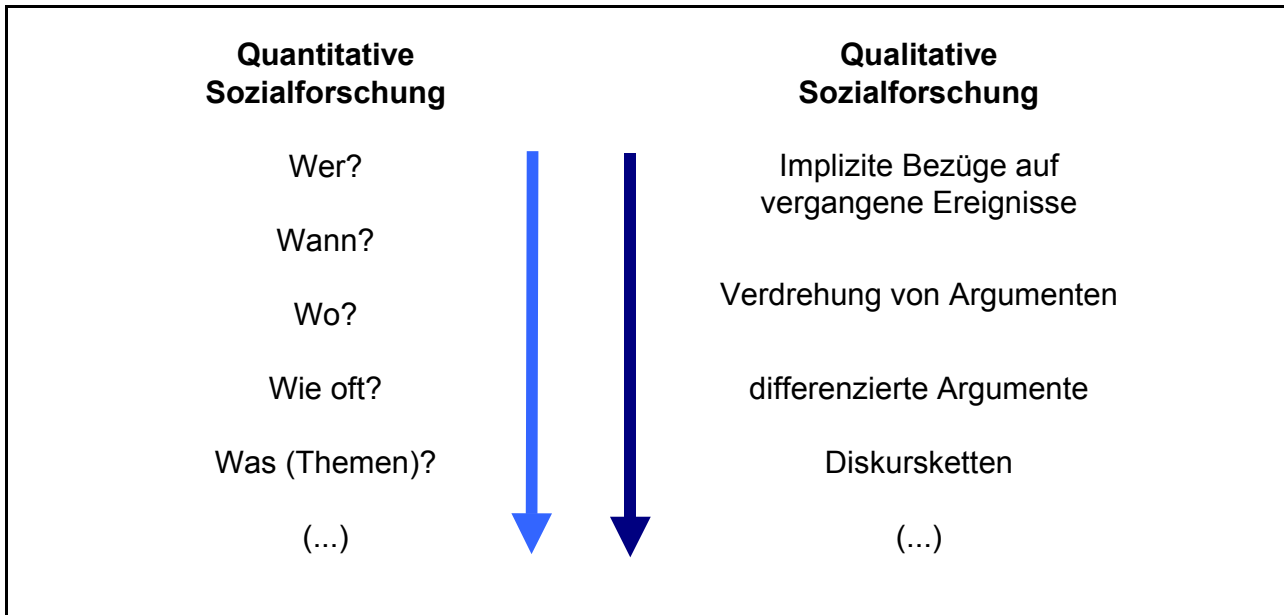 Quantitative
Sozialforschung
Wer?
Wann?
Wo?
Wie oft?
Was (Themen)?
(...)
Qualitative
Sozialforschung
Implizite Bezüge auf
vergangene Ereignisse
Verdrehung von Argumenten
differenzierte Argumente
Diskursketten
(...)